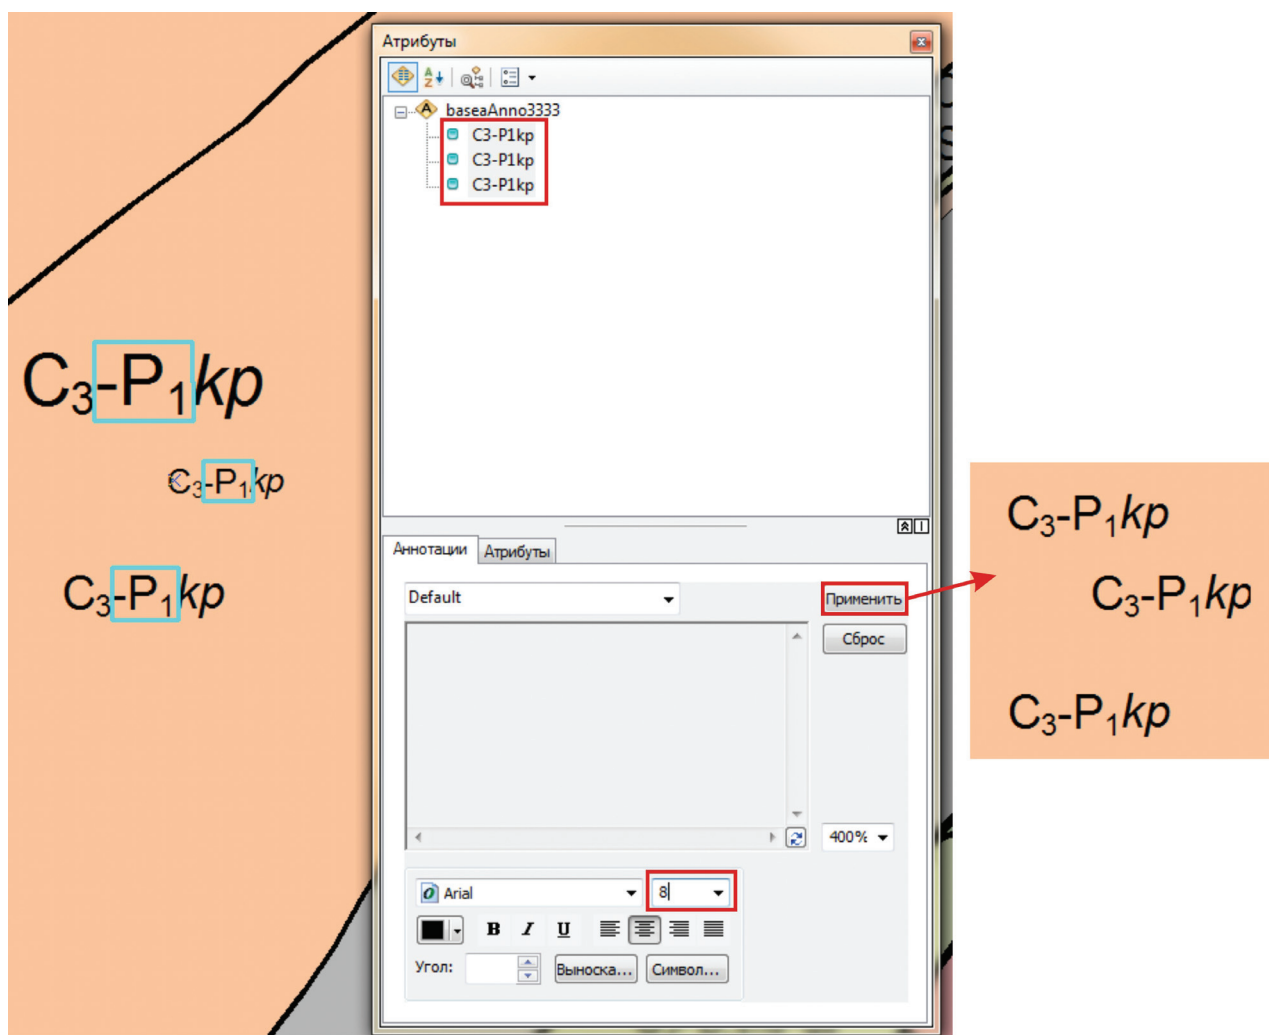 Атрибуты
baseaAnno3333
C3-P1kp
C3-P1kp
C3-P1kp
C₃-P₁kp
C₃-P₁kp
C₃-P₁kp
Аннотации Атрибуты
Default
Применить
Сброс
400%
Arial 8
B I U
Угол: Выноска... Символ...
C₃-P₁kp
C₃-P₁kp
C₃-P₁kp